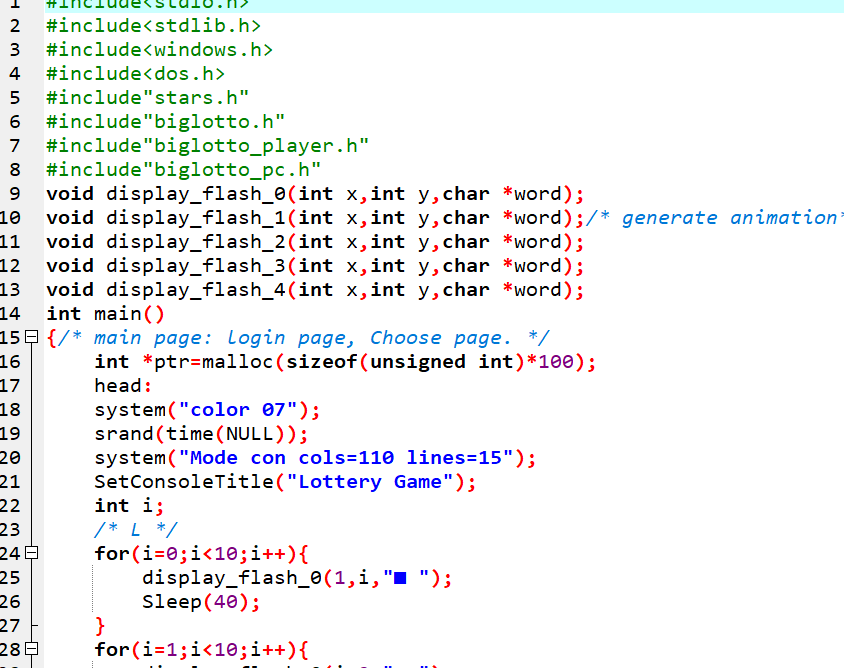 1 #include<stdio.h>
2 #include<stdlib.h>
3 #include<windows.h>
4 #include<dos.h>
5 #include"stars.h"
6 #include"biglotto.h"
7 #include"biglotto_player.h"
8 #include"biglotto_pc.h"
9 void display_flash_0(int x,int y,char *word);
10 void display_flash_1(int x,int y,char *word);/* generate animation*
11 void display_flash_2(int x,int y,char *word);
12 void display_flash_3(int x,int y,char *word);
13 void display_flash_4(int x,int y,char *word);
14 int main()
15 {/* main page: login page, Choose page. */
16 int *ptr=malloc(sizeof(unsigned int)*100);
17 head:
18 system("color 07");
19 srand(time(NULL));
20 system("Mode con cols=110 lines=15");
21 SetConsoleTitle("Lottery Game");
22 int i;
23 /* L */
24 for(i=0;i<10;i++){
25 display_flash_0(1,i,"■ ");
26 Sleep(40);
27 }
28 for(i=1;i<10;i++){